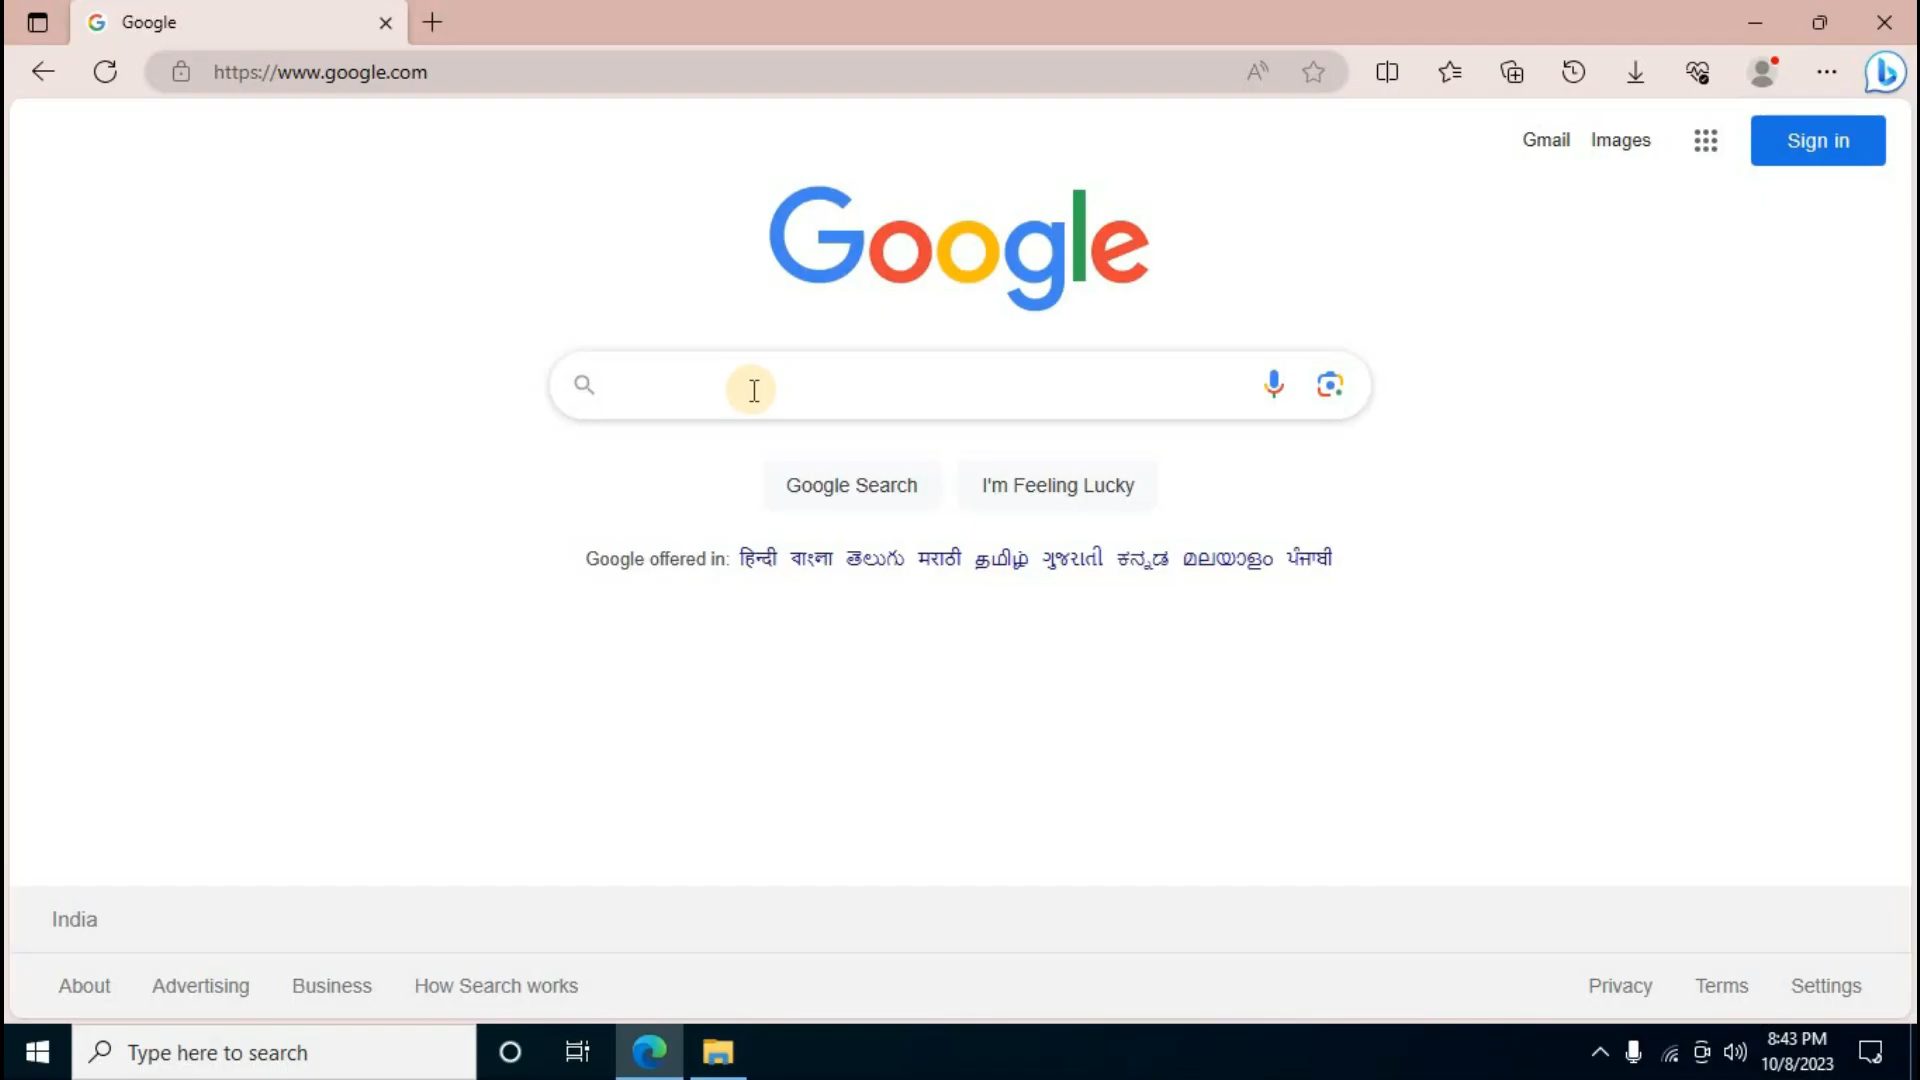 Google
https://www.google.com
Gmail Images Sign in
Google
Google Search I'm Feeling Lucky
Google offered in: हिन्दी বাংলা తెలుగు मराठी தமிழ் ગુજરાતી ಕನ್ನಡ മലയാളം ਪੰਜਾਬੀ
India
About Advertising Business How Search works Privacy Terms Settings
Type here to search
8:43 PM
10/8/2023